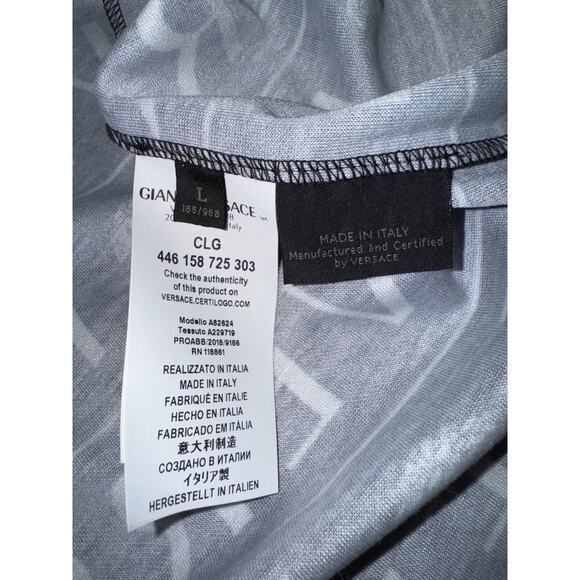 L
185/96B
GIAN
SACE
Italy
CLG
446 158 725 303
Check the authenticity
of this product on
VERSACE.CERTILOGO.COM
Modello A82624
Tessuto A229719
PROABB/2018/9166
RN 118861
REALIZZATO IN ITALIA
MADE IN ITALY
FABRIQUÉ EN ITALIE
HECHO EN ITALIA
FABRICADO EM ITÁLIA
意大利制造
СОЗДАНО В ИТАЛИИ
イタリア製
HERGESTELLT IN ITALIEN
MADE IN ITALY
Manufactured and Certified
by VERSACE